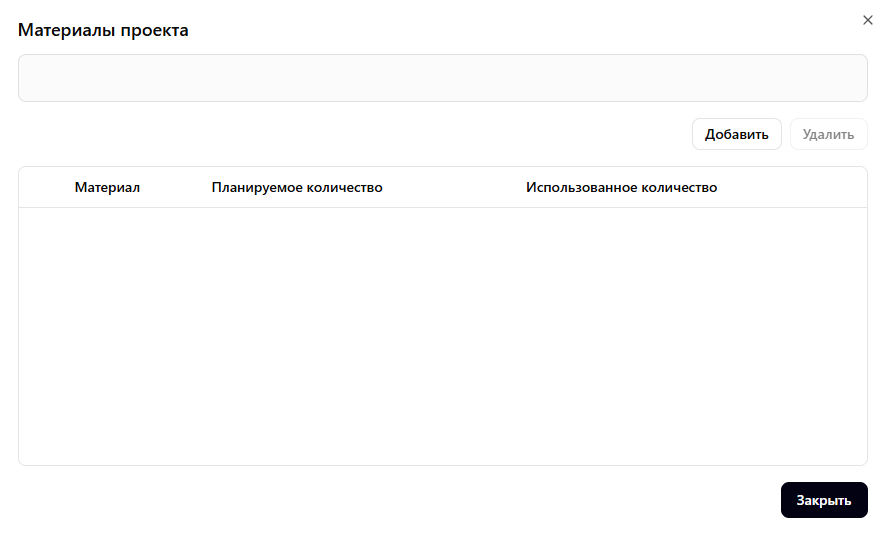 Материалы проекта
Добавить Удалить
Материал Планируемое количество Использованное количество
Закрыть